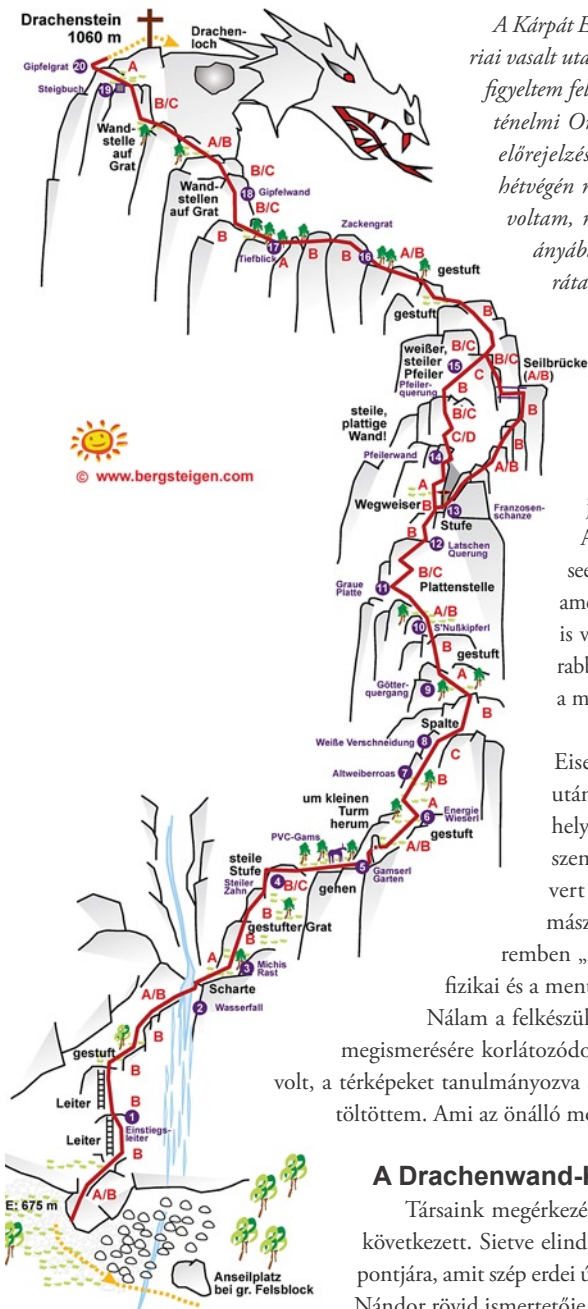 Drachenstein
1060 m
Drachen-
loch
Gipfelgrat 20
A
Steigbuch 19
B/C
Wand-
stelle
auf
Grat
A/B
B/C
Wand-
stellen
auf Grat
18 Gipfelwand
B/C
B
Zackengrat
17
Tiefblick
A
B
B
16
A/B
gestuft
gestuft
B
weißer,
steiler
Pfeiler
B/C
15
B/C
C
Seilbrücke
(A/B)
Pfeiler-
querung
B
B/C
B
steile,
plattige
Wand!
C/D
B
Pfeilerwand
14
A/B
Wegweiser
B
13
Franzosen-
schanze
Stufe
B
12
Latschen
Querung
B/C
Graue
Platte
11
Plattenstelle
A/B
10
S'Nußkipferl
B
gestuft
Götter-
quergang
9
A
B
Spalte
Weiße Verschneidung 8
C
Altweiberroas 7
B
um kleinen
Turm
herum
A
6
Energie
Wieserl
gestuft
A/B
PVC-Gams
steile
Stufe
5
Gamserl
Garten
Steiler
Zahn
4
B/C
gehen
B
gestufter Grat
B
A
3
Michis
Rast
Scharte
A/B
2
Wasserfall
B
gestuft
B
Leiter
B
1
Einstiegs-
leiter
Leiter
B
A/B
E: 675 m
Anseilplatz
bei gr. Felsblock
© www.bergsteigen.com
A Kárpát E
riai vasalt uta
figyeltem fel
ténelmi O
előrejelzés
hétvégén n
voltam, n
ányáb
ráta
A
see
am
is v
rabb
a m
Eise
után
hely
szem
vert
mász
remben „
fizikai és a men
Nálam a felkészül
megismerésére korlátozódo
volt, a térképeket tanulmányozva
töltöttem. Ami az önálló m
A Drachenwand-
Társaink megérkezé
következett. Sietve elind
pontjára, amit szép erdei ú
Nándor rövid ismertetője